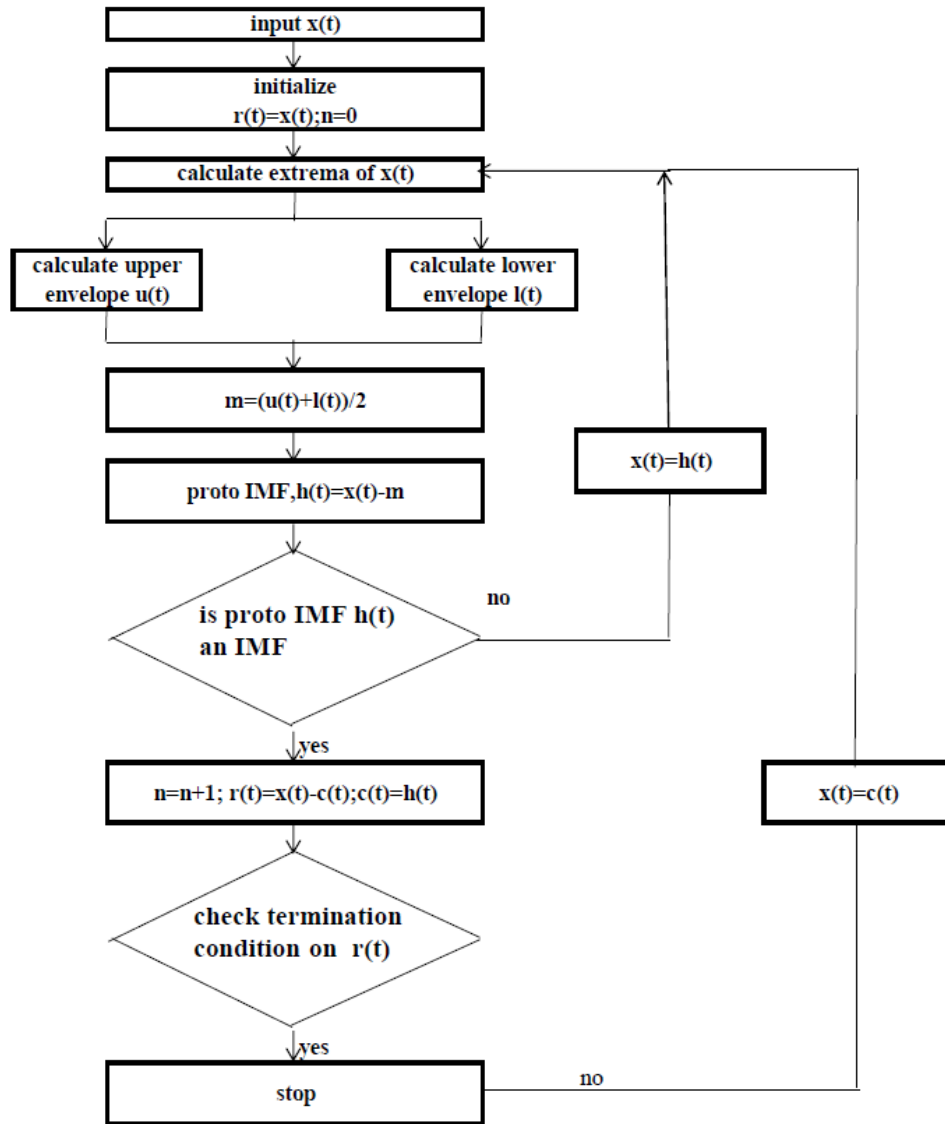 input x(t)
initialize
r(t)=x(t);n=0
calculate extrema of x(t)
calculate upper
envelope u(t)
calculate lower
envelope l(t)
m=(u(t)+l(t))/2
x(t)=h(t)
proto IMF,h(t)=x(t)-m
is proto IMF h(t)
an IMF
no
yes
n=n+1; r(t)=x(t)-c(t);c(t)=h(t)
x(t)=c(t)
check termination
condition on r(t)
yes
stop
no